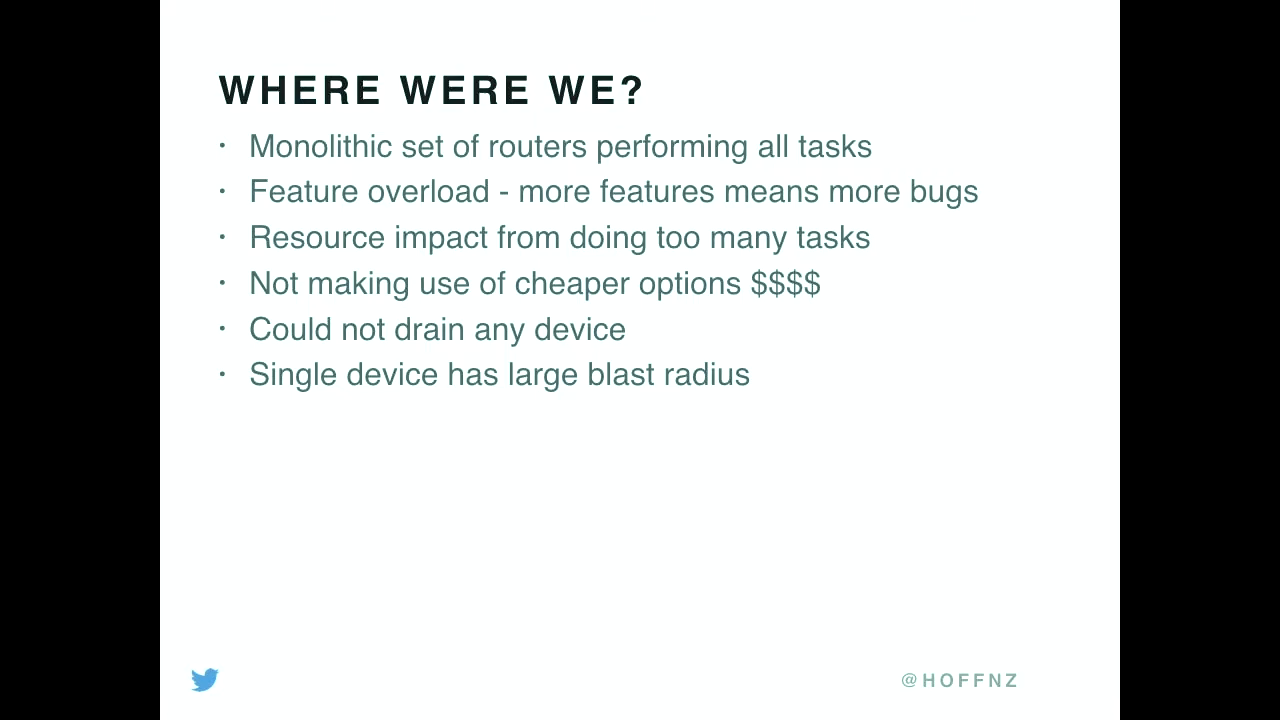 WHERE WERE WE?
• Monolithic set of routers performing all tasks
• Feature overload - more features means more bugs
• Resource impact from doing too many tasks
• Not making use of cheaper options $$$$
• Could not drain any device
• Single device has large blast radius
@HOFFNZ